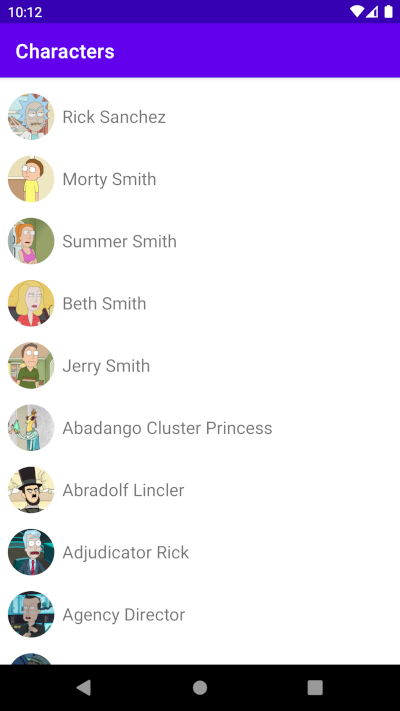 10:12
Characters
Rick Sanchez
Morty Smith
Summer Smith
Beth Smith
Jerry Smith
Abadango Cluster Princess
Abradolf Lincler
Adjudicator Rick
Agency Director